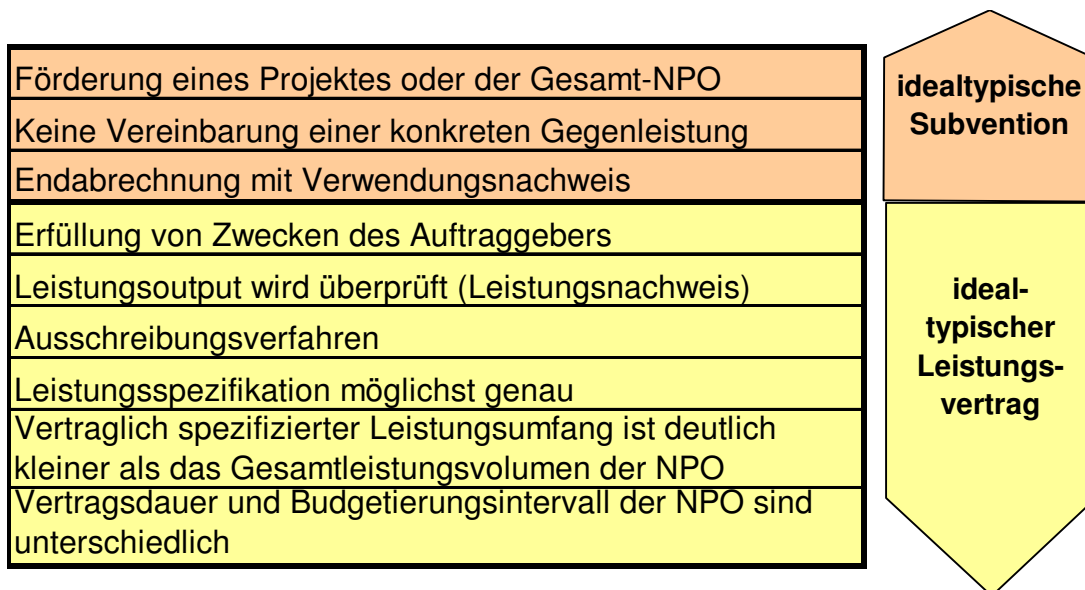 Förderung eines Projektes oder der Gesamt-NPO
Keine Vereinbarung einer konkreten Gegenleistung
Endabrechnung mit Verwendungsnachweis
idealtypische
Subvention
Erfüllung von Zwecken des Auftraggebers
Leistungsoutput wird überprüft (Leistungsnachweis)
Ausschreibungsverfahren
Leistungsspezifikation möglichst genau
Vertraglich spezifizierter Leistungsumfang ist deutlich
kleiner als das Gesamtleistungsvolumen der NPO
Vertragsdauer und Budgetierungsintervall der NPO sind
unterschiedlich
ideal-
typischer
Leistungs-
vertrag